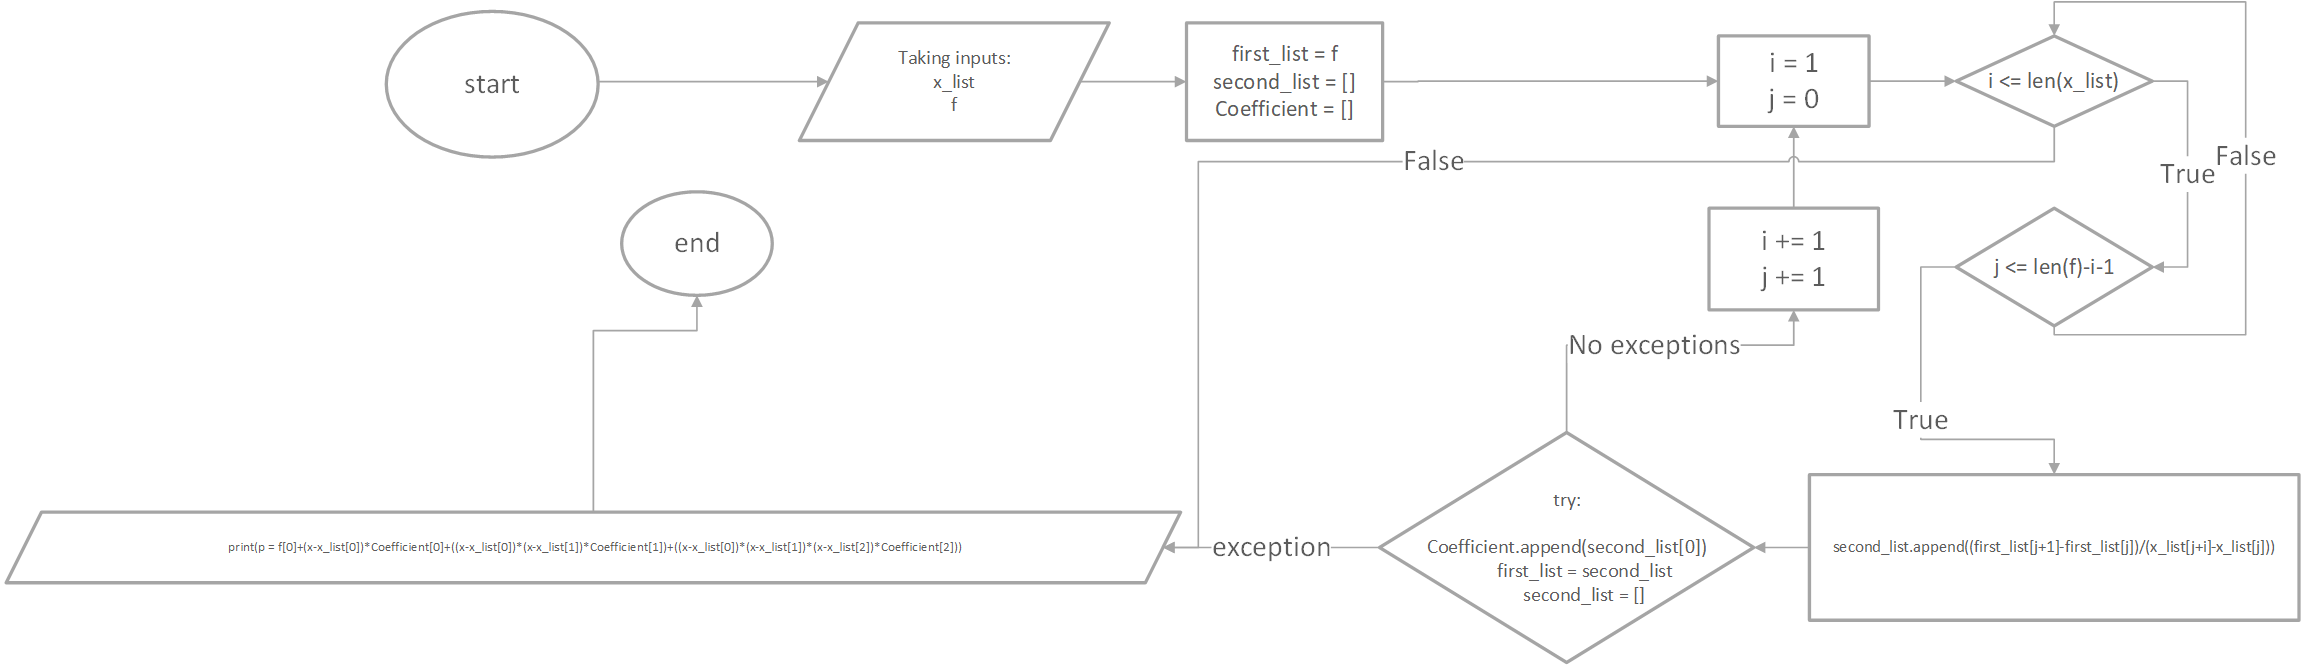 start
Taking inputs:
x_list
f
first_list = f
second_list = []
Coefficient = []
i = 1
j = 0
i <= len(x_list)
False
True
False
end
i += 1
j += 1
j <= len(f)-i-1
No exceptions
True
try:
Coefficient.append(second_list[0])
first_list = second_list
second_list = []
exception
second_list.append((first_list[j+1]-first_list[j])/(x_list[j+i]-x_list[j]))
print(p = f[0]+(x-x_list[0])*Coefficient[0]+((x-x_list[0])*(x-x_list[1])*Coefficient[1])+((x-x_list[0])*(x-x_list[1])*(x-x_list[2])*Coefficient[2]))